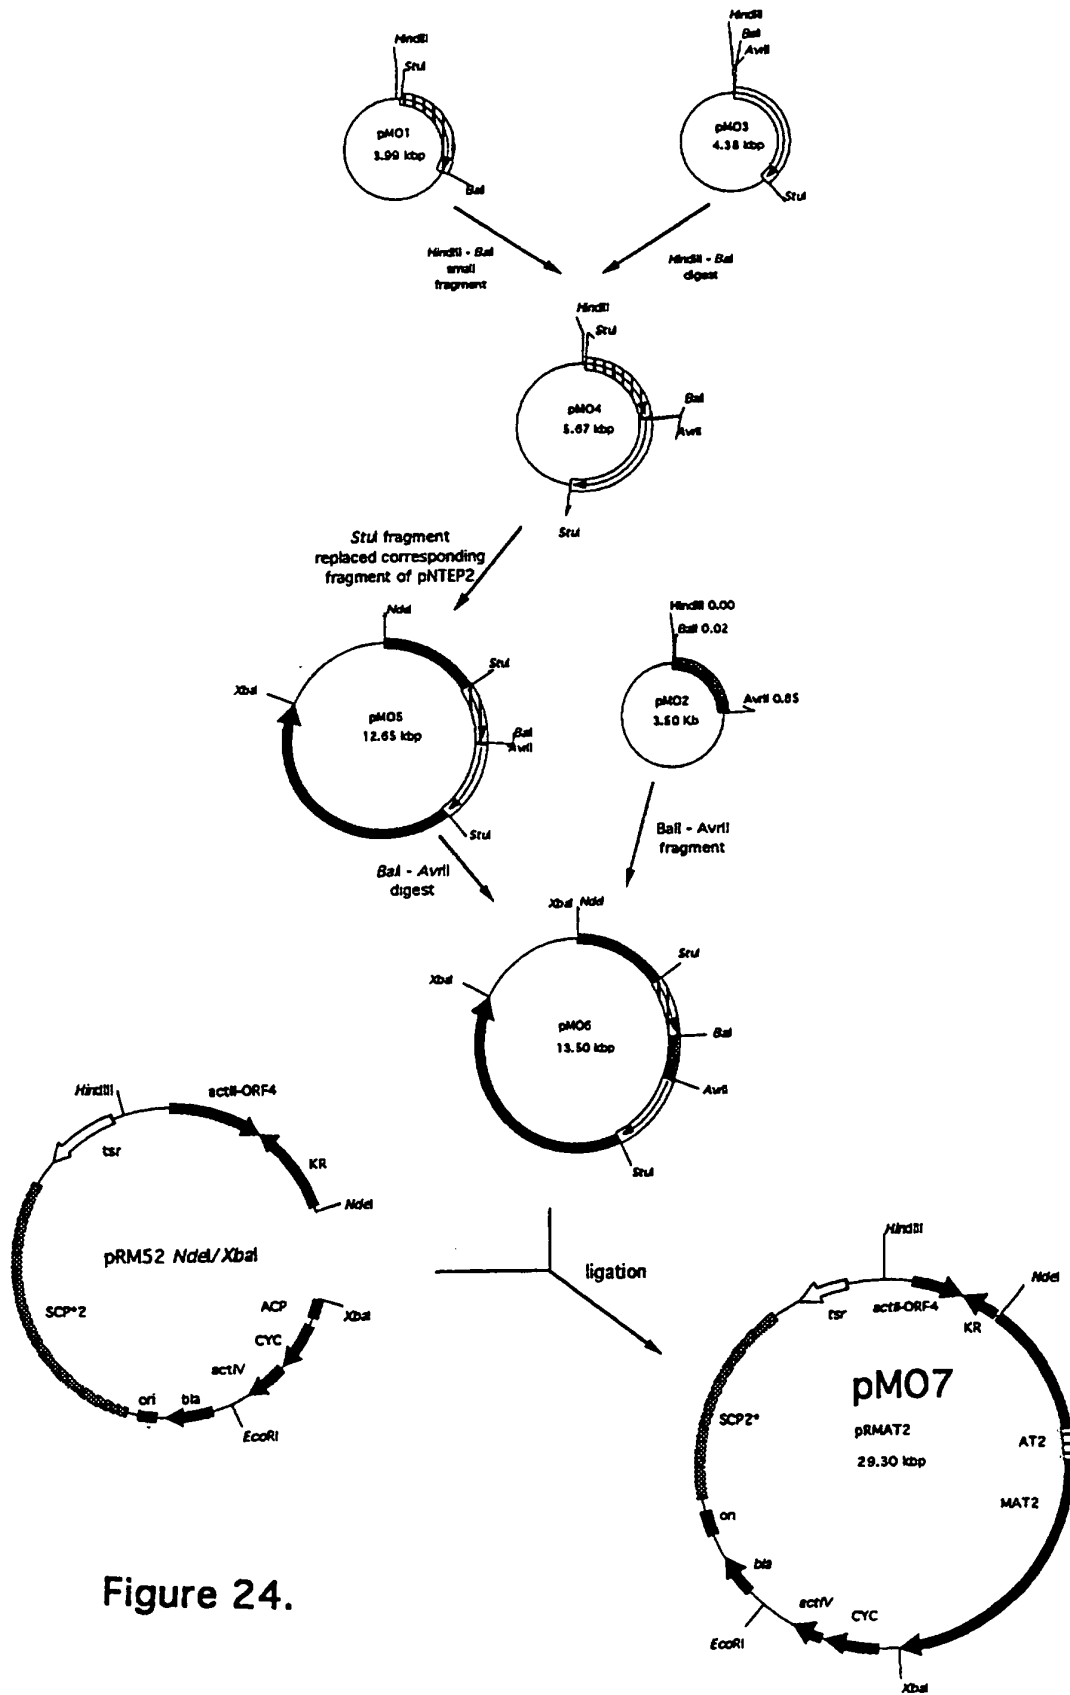 HindIII
StuI
pMO1
3.99 kbp
BalI
HindIII
BalI
AvrII
pMO3
4.38 kbp
StuI
HindIII - BalI
small
fragment
HindIII - BalI
digest
HindIII
StuI
pMO4
5.67 kbp
BalI
AvrII
StuI
StuI fragment
replaced corresponding
fragment of pNTEP2
NdeI
StuI
XbaI
pMO5
12.65 kbp
BalI
AvrII
StuI
HindIII 0.00
BalI 0.02
pMO2
3.50 Kb
AvrII 0.85
BalI - AvrII
digest
BalI - AvrII
fragment
XbaI NdeI
StuI
XbaI
pMO6
13.50 kbp
BalI
AvrII
StuI
HindIII
actII-ORF4
tsr
KR
NdeI
pRM52 NdeI/XbaI
SCP*2
ACP
XbaI
CYC
actIV
ori
bla
EcoRI
ligation
HindIII
NdeI
tsr
actII-ORF4
KR
pMO7
pRMAT2
29.30 kbp
SCP2*
AT2
MAT2
ori
bla
actIV
CYC
EcoRI
XbaI
Figure 24.